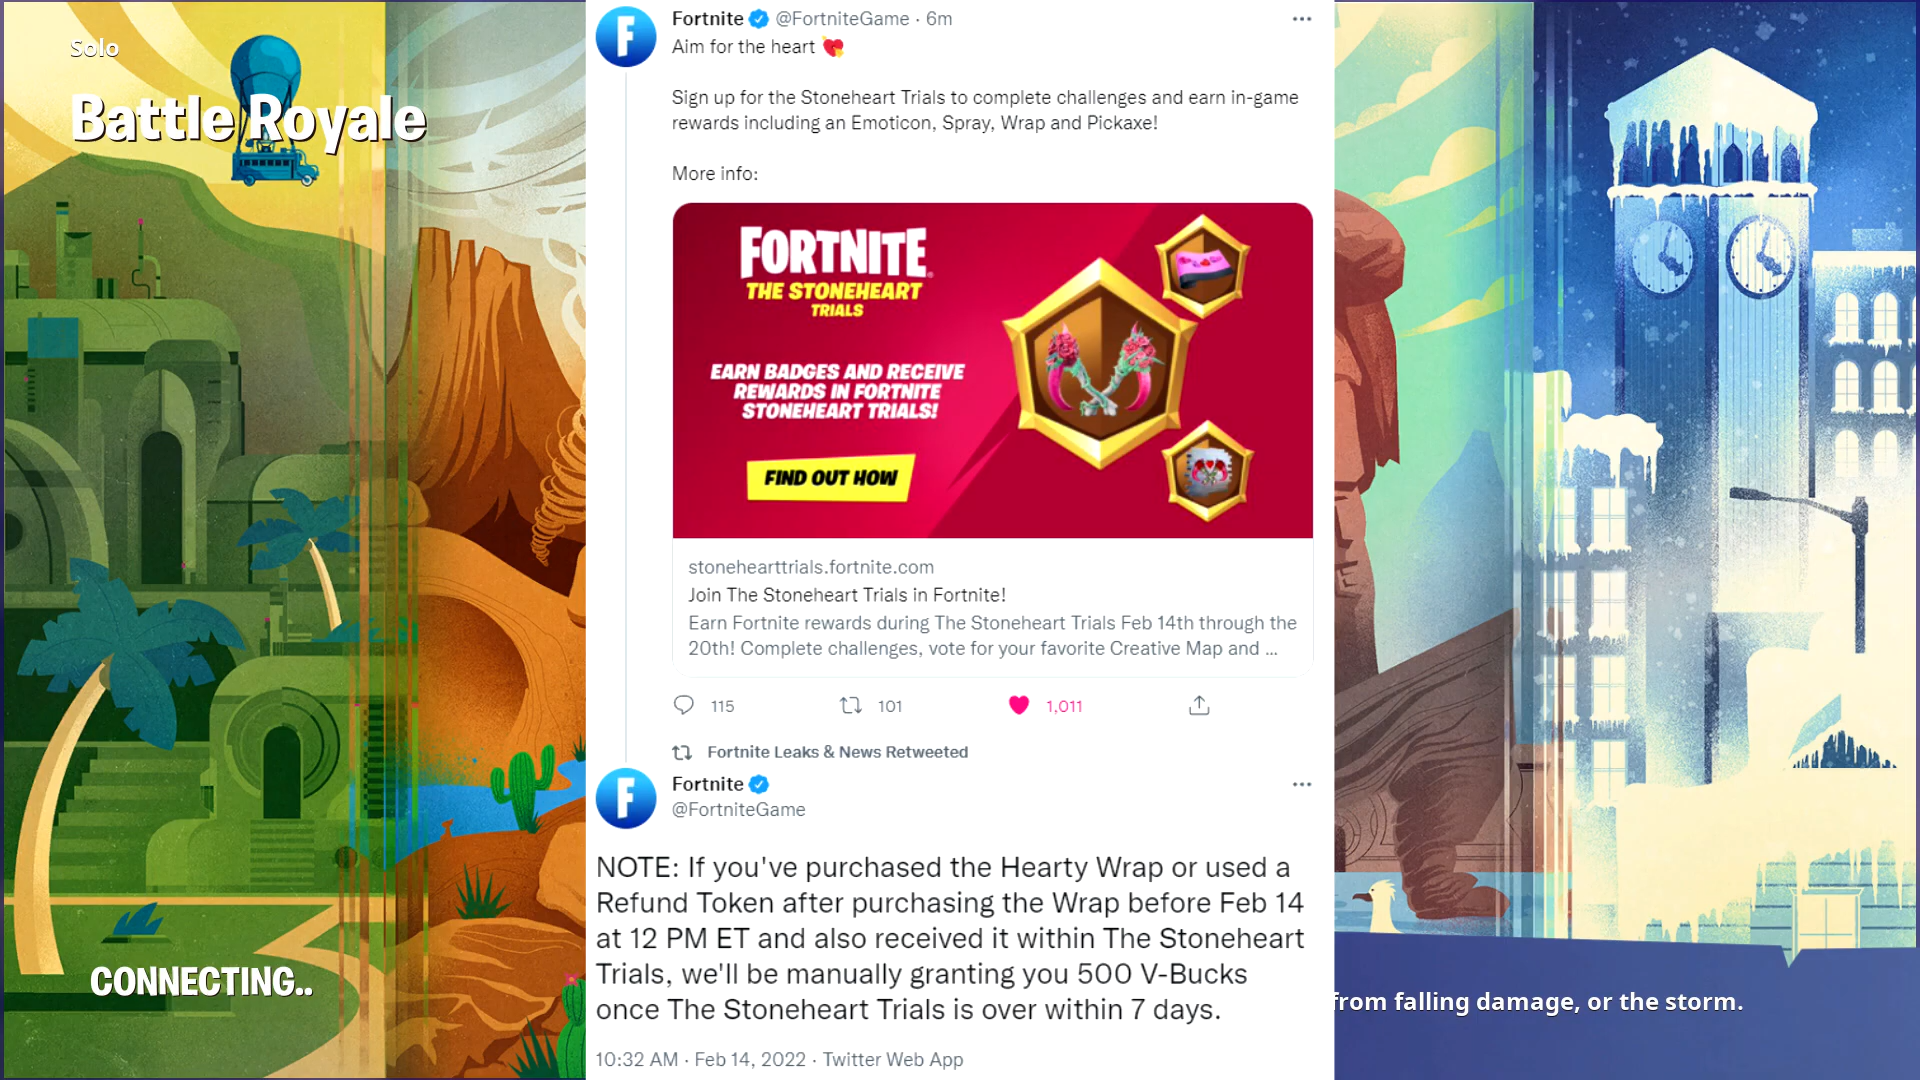 Solo
Battle Royale
CONNECTING..
Fortnite @FortniteGame · 6m
Aim for the heart 💘
Sign up for the Stoneheart Trials to complete challenges and earn in-game
rewards including an Emoticon, Spray, Wrap and Pickaxe!
More info:
FORTNITE
THE STONEHEART
TRIALS
EARN BADGES AND RECEIVE
REWARDS IN FORTNITE
STONEHEART TRIALS!
FIND OUT HOW
stonehearttrials.fortnite.com
Join The Stoneheart Trials in Fortnite!
Earn Fortnite rewards during The Stoneheart Trials Feb 14th through the
20th! Complete challenges, vote for your favorite Creative Map and ...
115 101 1,011
Fortnite Leaks & News Retweeted
Fortnite
@FortniteGame
NOTE: If you've purchased the Hearty Wrap or used a
Refund Token after purchasing the Wrap before Feb 14
at 12 PM ET and also received it within The Stoneheart
Trials, we'll be manually granting you 500 V-Bucks
once The Stoneheart Trials is over within 7 days.
10:32 AM · Feb 14, 2022 · Twitter Web App
from falling damage, or the storm.